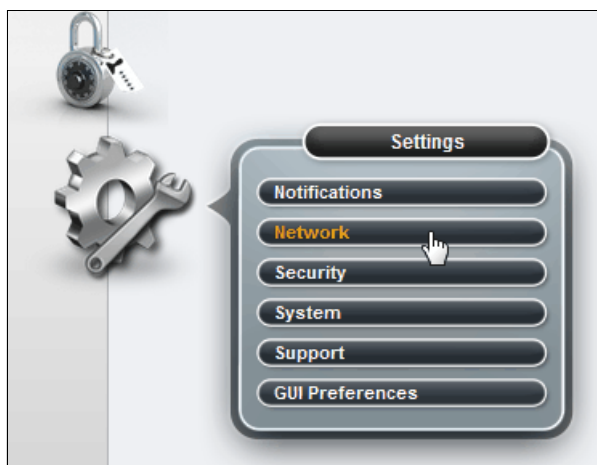 Settings
Notifications
Network
Security
System
Support
GUI Preferences